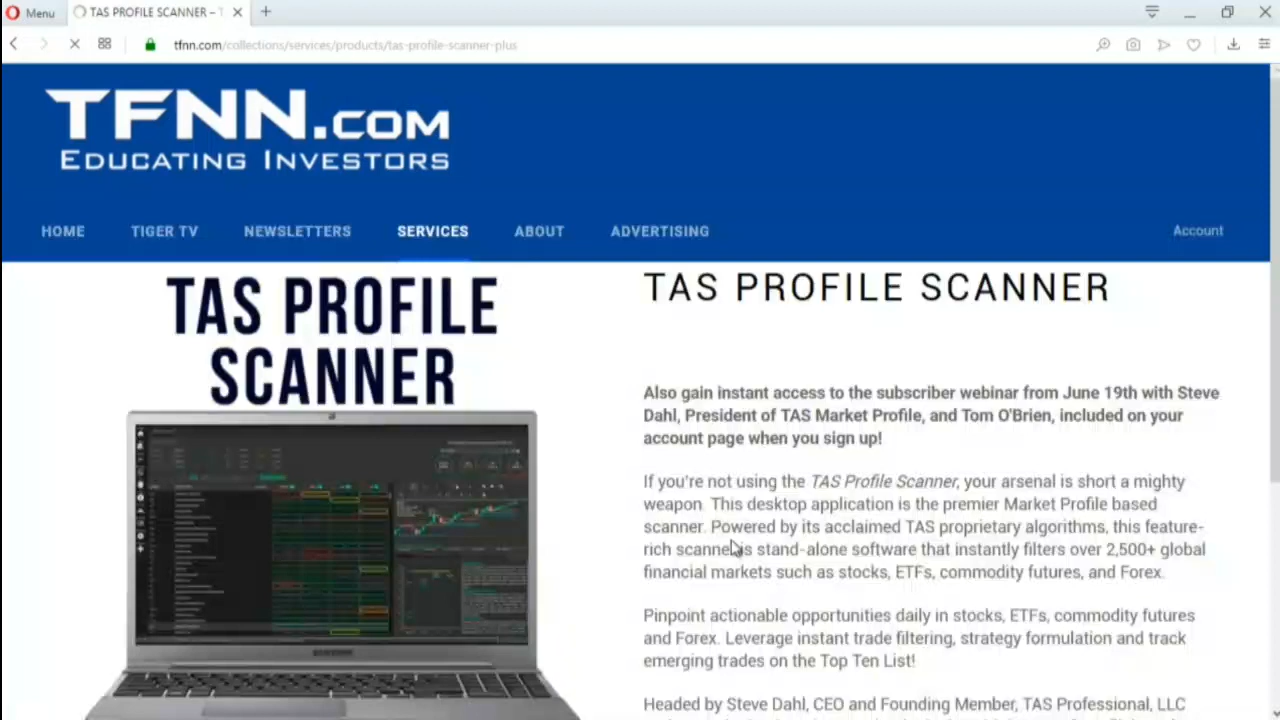 Menu
TAS PROFILE SCANNER – T
tfnn.com/collections/services/products/tas-profile-scanner-plus
TFNN.COM
EDUCATING INVESTORS
HOME TIGER TV NEWSLETTERS SERVICES ABOUT ADVERTISING Account
TAS PROFILE
SCANNER
TAS PROFILE SCANNER
Also gain instant access to the subscriber webinar from June 19th with Steve
Dahl, President of TAS Market Profile, and Tom O'Brien, included on your
account page when you sign up!
If you're not using the TAS Profile Scanner, your arsenal is short a mighty
weapon. This desktop application is the premier Market Profile based
scanner. Powered by its acclaimed TAS proprietary algorithms, this feature-
rich scanner is stand-alone software that instantly filters over 2,500+ global
financial markets such as stocks, ETFs, commodity futures, and Forex.
Pinpoint actionable opportunities daily in stocks, ETFs, commodity futures
and Forex. Leverage instant trade filtering, strategy formulation and track
emerging trades on the Top Ten List!
Headed by Steve Dahl, CEO and Founding Member, TAS Professional, LLC